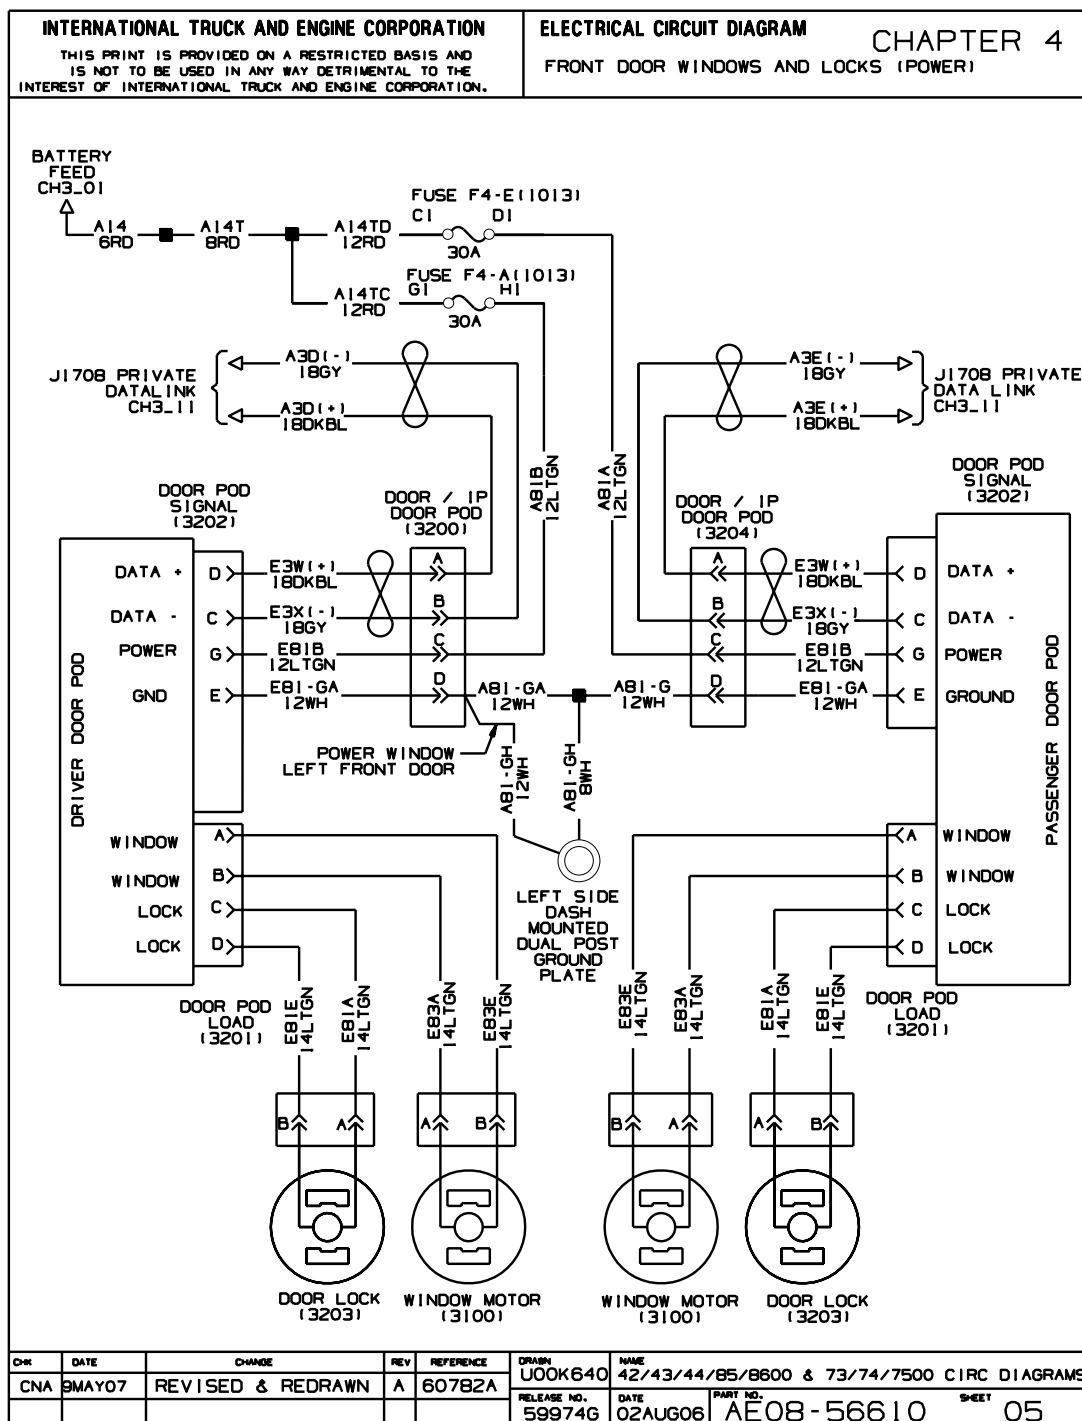 INTERNATIONAL TRUCK AND ENGINE CORPORATION
THIS PRINT IS PROVIDED ON A RESTRICTED BASIS AND
IS NOT TO BE USED IN ANY WAY DETRIMENTAL TO THE
INTEREST OF INTERNATIONAL TRUCK AND ENGINE CORPORATION.
ELECTRICAL CIRCUIT DIAGRAM
CHAPTER 4
FRONT DOOR WINDOWS AND LOCKS (POWER)
BATTERY
FEED
CH3_01
A14
6RD
A14T
8RD
A14TD
12RD
FUSE F4-E(1013)
C1
D1
30A
A14TC
12RD
FUSE F4-A(1013)
G1
H1
30A
J1708 PRIVATE
DATALINK
CH3_11
A3D(-)
18GY
A3D(+)
18DKBL
A3E(-)
18GY
A3E(+)
18DKBL
J1708 PRIVATE
DATA LINK
CH3_11
A81B
12LTGN
A81A
12LTGN
DOOR POD
SIGNAL
(3202)
DOOR / IP
DOOR POD
(3200)
DOOR / IP
DOOR POD
(3204)
DOOR POD
SIGNAL
(3202)
DRIVER DOOR POD
DATA +
D
E3W(+)
18DKBL
A
A
E3W(+)
18DKBL
D
DATA +
DATA -
C
E3X(-)
18GY
B
B
E3X(-)
18GY
C
DATA -
POWER
G
E81B
12LTGN
C
C
E81B
12LTGN
G
POWER
GND
E
E81-GA
12WH
D
A81-GA
12WH
A81-G
12WH
D
E81-GA
12WH
E
GROUND
PASSENGER DOOR POD
POWER WINDOW
LEFT FRONT DOOR
A81-GH
12WH
A81-GH
8WH
LEFT SIDE
DASH
MOUNTED
DUAL POST
GROUND
PLATE
WINDOW
A
WINDOW
B
LOCK
C
LOCK
D
A
WINDOW
B
WINDOW
C
LOCK
D
LOCK
DOOR POD
LOAD
(3201)
DOOR POD
LOAD
(3201)
E81E
14LTGN
E81A
14LTGN
E83A
14LTGN
E83E
14LTGN
E83E
14LTGN
E83A
14LTGN
E81A
14LTGN
E81E
14LTGN
B
A
A
B
B
A
A
B
DOOR LOCK
(3203)
WINDOW MOTOR
(3100)
WINDOW MOTOR
(3100)
DOOR LOCK
(3203)
CHK
DATE
CHANGE
REV
REFERENCE
CNA
9MAY07
REVISED & REDRAWN
A
60782A
DRAWN
U00K640
NAME
42/43/44/85/8600 & 73/74/7500 CIRC DIAGRAMS
RELEASE NO.
59974G
DATE
02AUG06
PART NO.
AE08-56610
SHEET
05